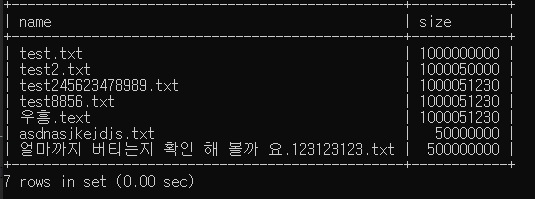 name size
test.txt 1000000000
test2.txt 1000050000
test245623478989.txt 1000051230
test8856.txt 1000051230
우흥.text 1000051230
asdnasjkejdjs.txt 50000000
얼마까지 버티는지 확인 해 볼까 요.123123123.txt 500000000
7 rows in set (0.00 sec)